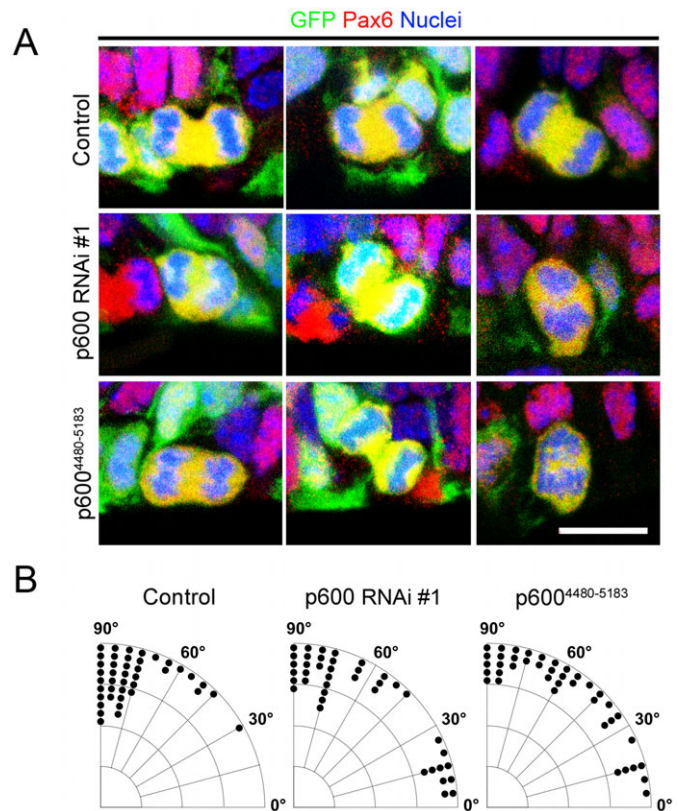 GFP Pax6 Nuclei
A
Control
p600 RNAi #1
p600^4480-5183
B
Control
p600 RNAi #1
p600^4480-5183
90°
60°
30°
0°
90°
60°
30°
0°
90°
60°
30°
0°